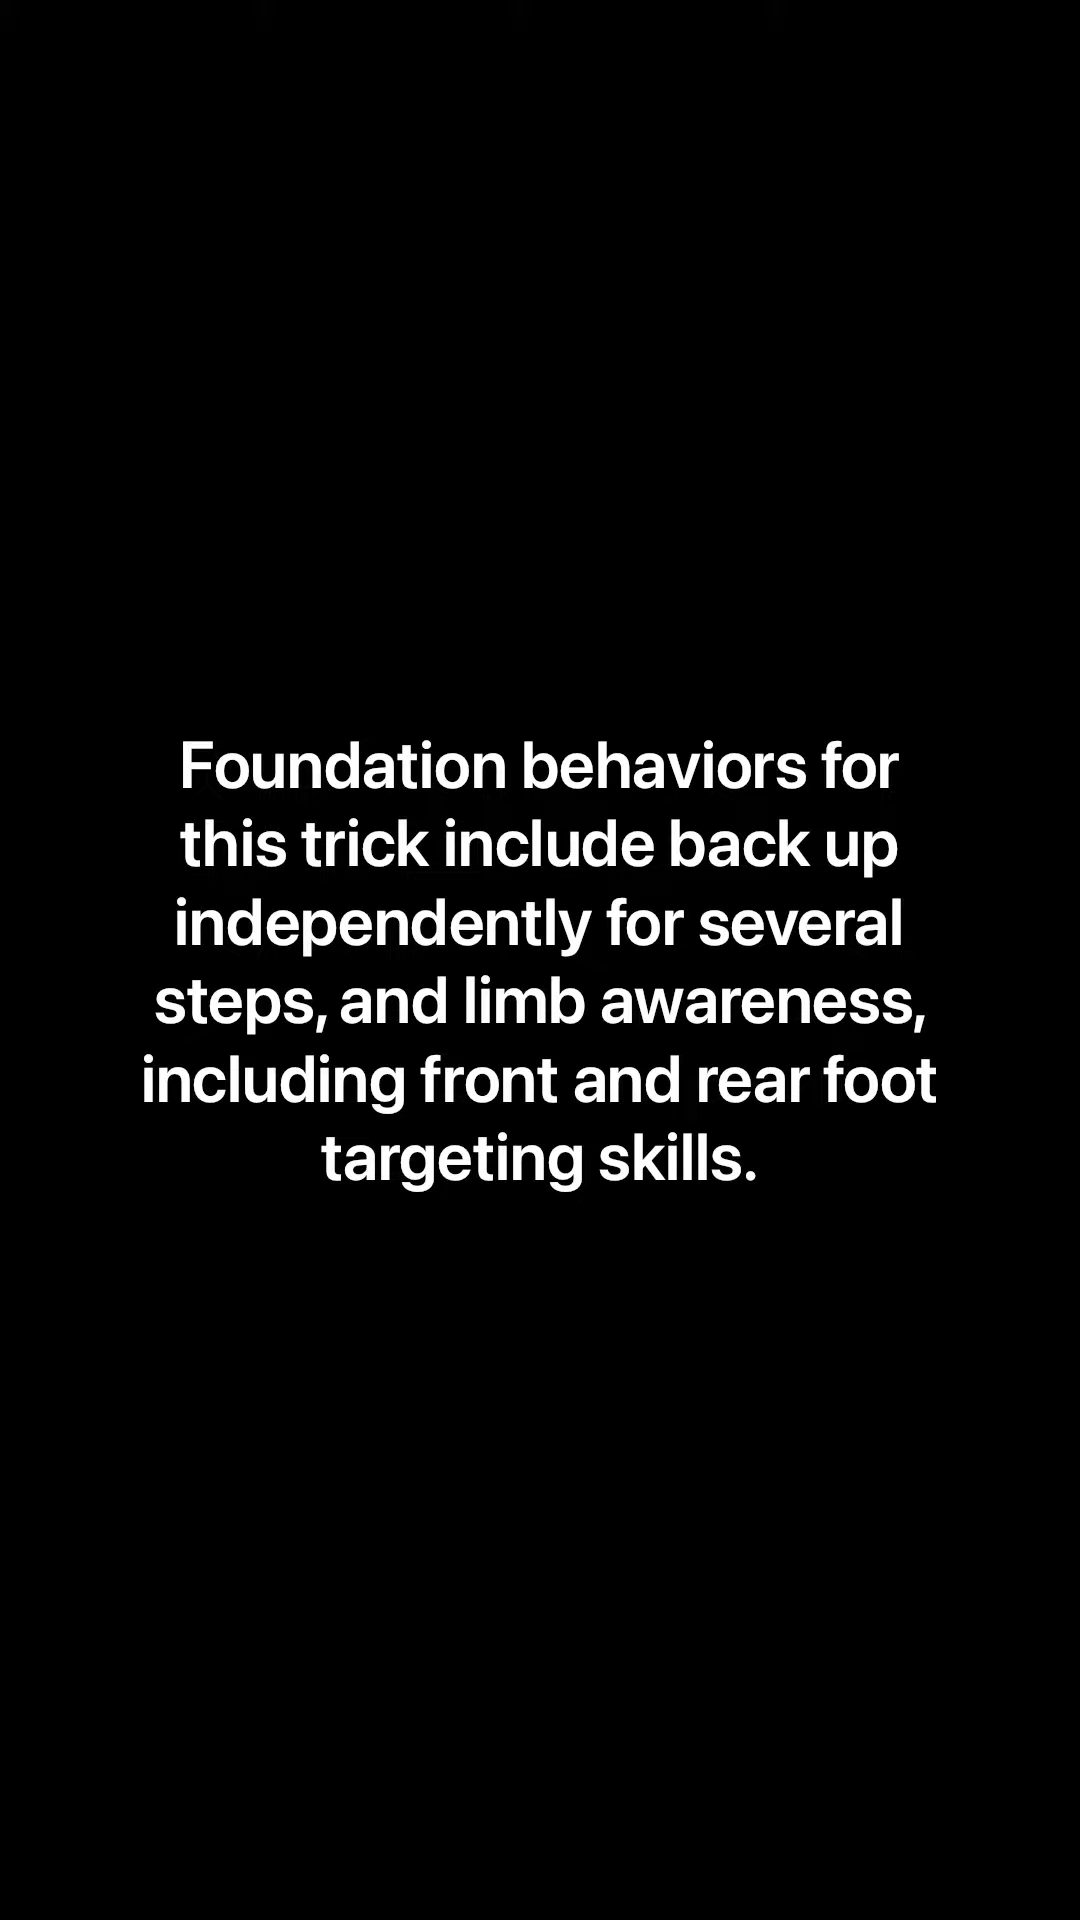 Foundation behaviors for
this trick include back up
independently for several
steps, and limb awareness,
including front and rear foot
targeting skills.